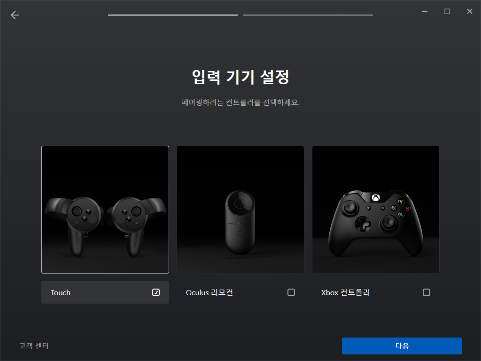 입력 기기 설정
페어링하려는 컨트롤러를 선택하세요.
Touch
Oculus 리모컨
Xbox 컨트롤러
고객 센터
다음